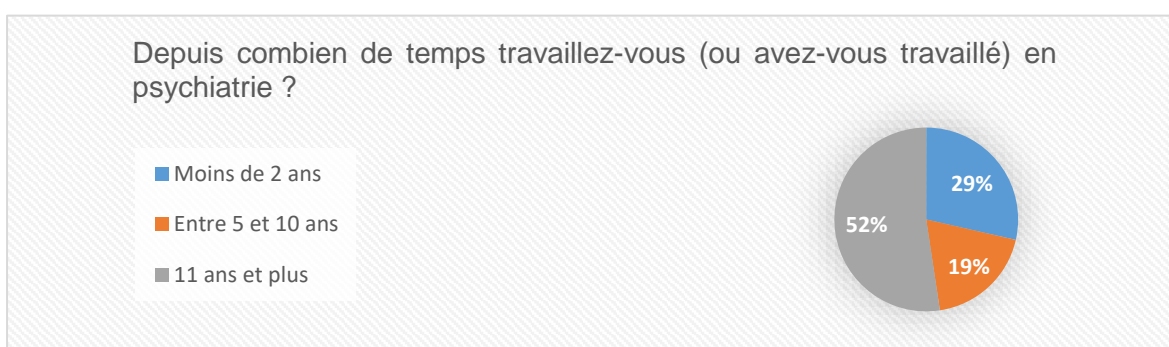 Depuis combien de temps travaillez-vous (ou avez-vous travaillé) en
psychiatrie ?
Moins de 2 ans
Entre 5 et 10 ans
11 ans et plus
29%
52%
19%